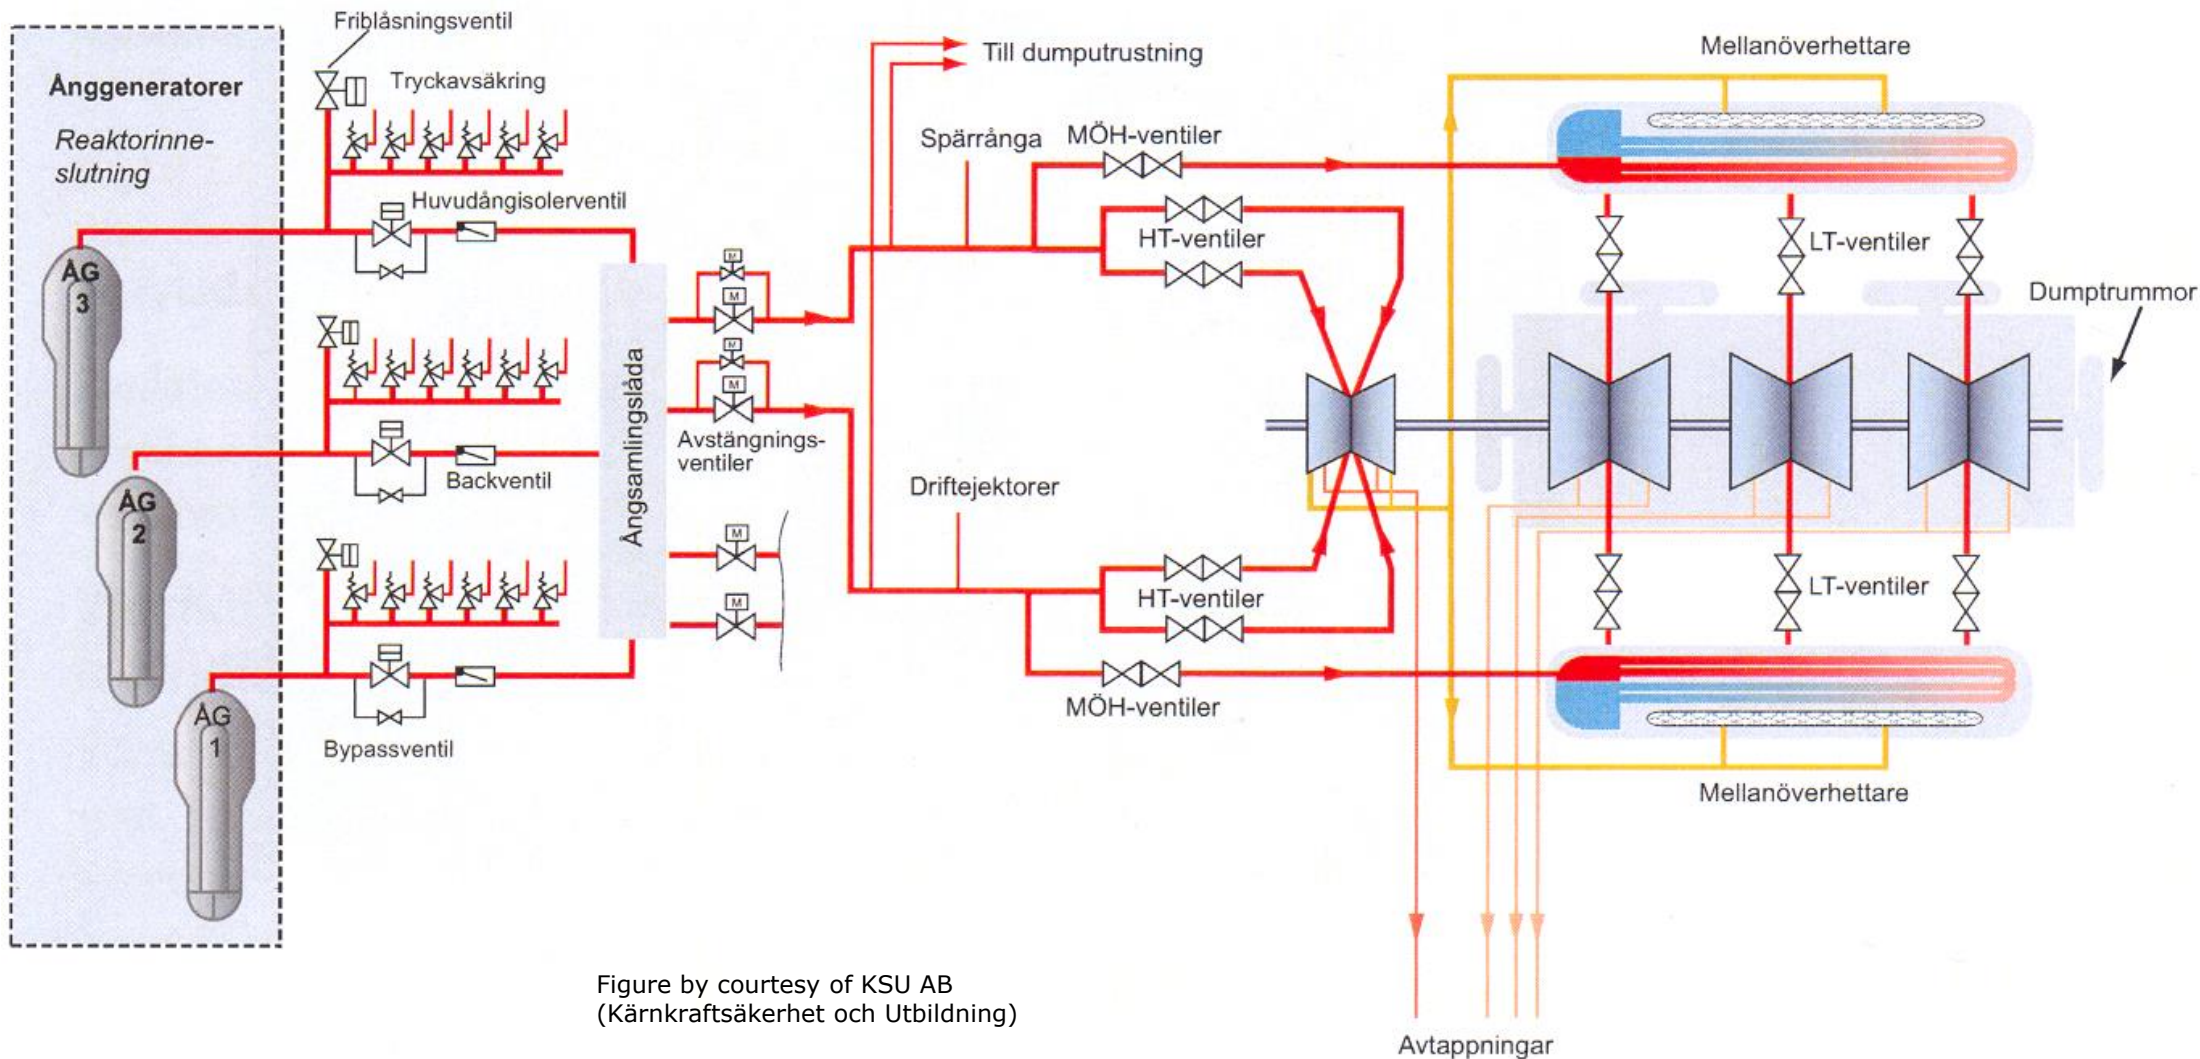 Friblåsningsventil
Ånggeneratorer
Reaktorinne-
slutning
Tryckavsäkring
Till dumputrustning
Mellanöverhettare
Spärrånga
MÖH-ventiler
Huvudångisolerventil
HT-ventiler
LT-ventiler
ÅG
3
M
M
M
M
Dumptrummor
Ångsamlingslåda
Avstängnings-
ventiler
Backventil
Driftejektorer
ÅG
2
M
M
HT-ventiler
LT-ventiler
MÖH-ventiler
ÅG
1
Bypassventil
Mellanöverhettare
Figure by courtesy of KSU AB
(Kärnkraftsäkerhet och Utbildning)
Avtappningar